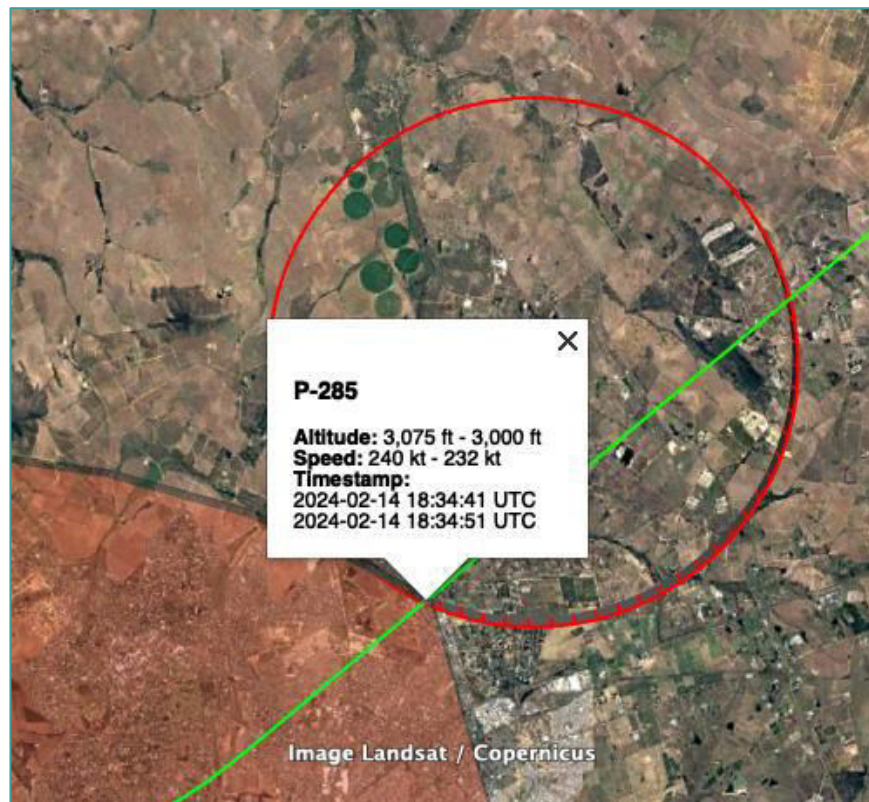 P-285
Altitude: 3,075 ft - 3,000 ft
Speed: 240 kt - 232 kt
Timestamp:
2024-02-14 18:34:41 UTC
2024-02-14 18:34:51 UTC
Image Landsat / Copernicus